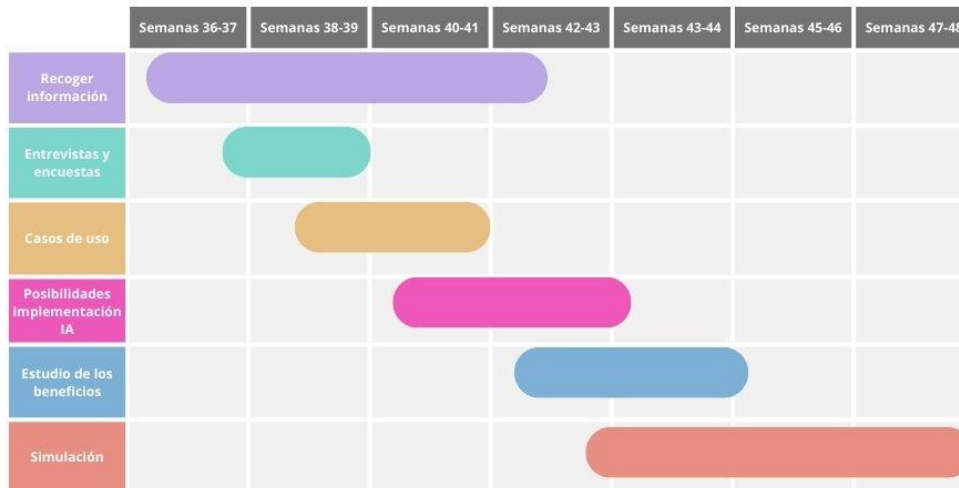 Semanas 36-37 Semanas 38-39 Semanas 40-41 Semanas 42-43 Semanas 43-44 Semanas 45-46 Semanas 47-48
Recoger
información
Entrevistas y
encuestas
Casos de uso
Posibilidades
implementación
IA
Estudio de los
beneficios
Simulación